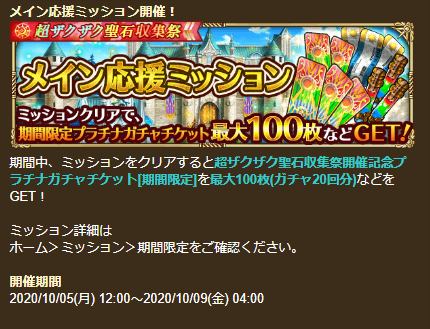 メイン応援ミッション開催！
超ザクザク聖石収集祭
メイン応援ミッション
ミッションクリアで、
期間限定プラチナガチャチケット最大100枚などGET!
期間中、ミッションをクリアすると超ザクザク聖石収集祭開催記念プ
ラチナガチャチケット[期間限定]を最大100枚(ガチャ20回分)などを
GET！
ミッション詳細は
ホーム＞ミッション＞期間限定をご確認ください。
開催期間
2020/10/05(月) 12:00～2020/10/09(金) 04:00